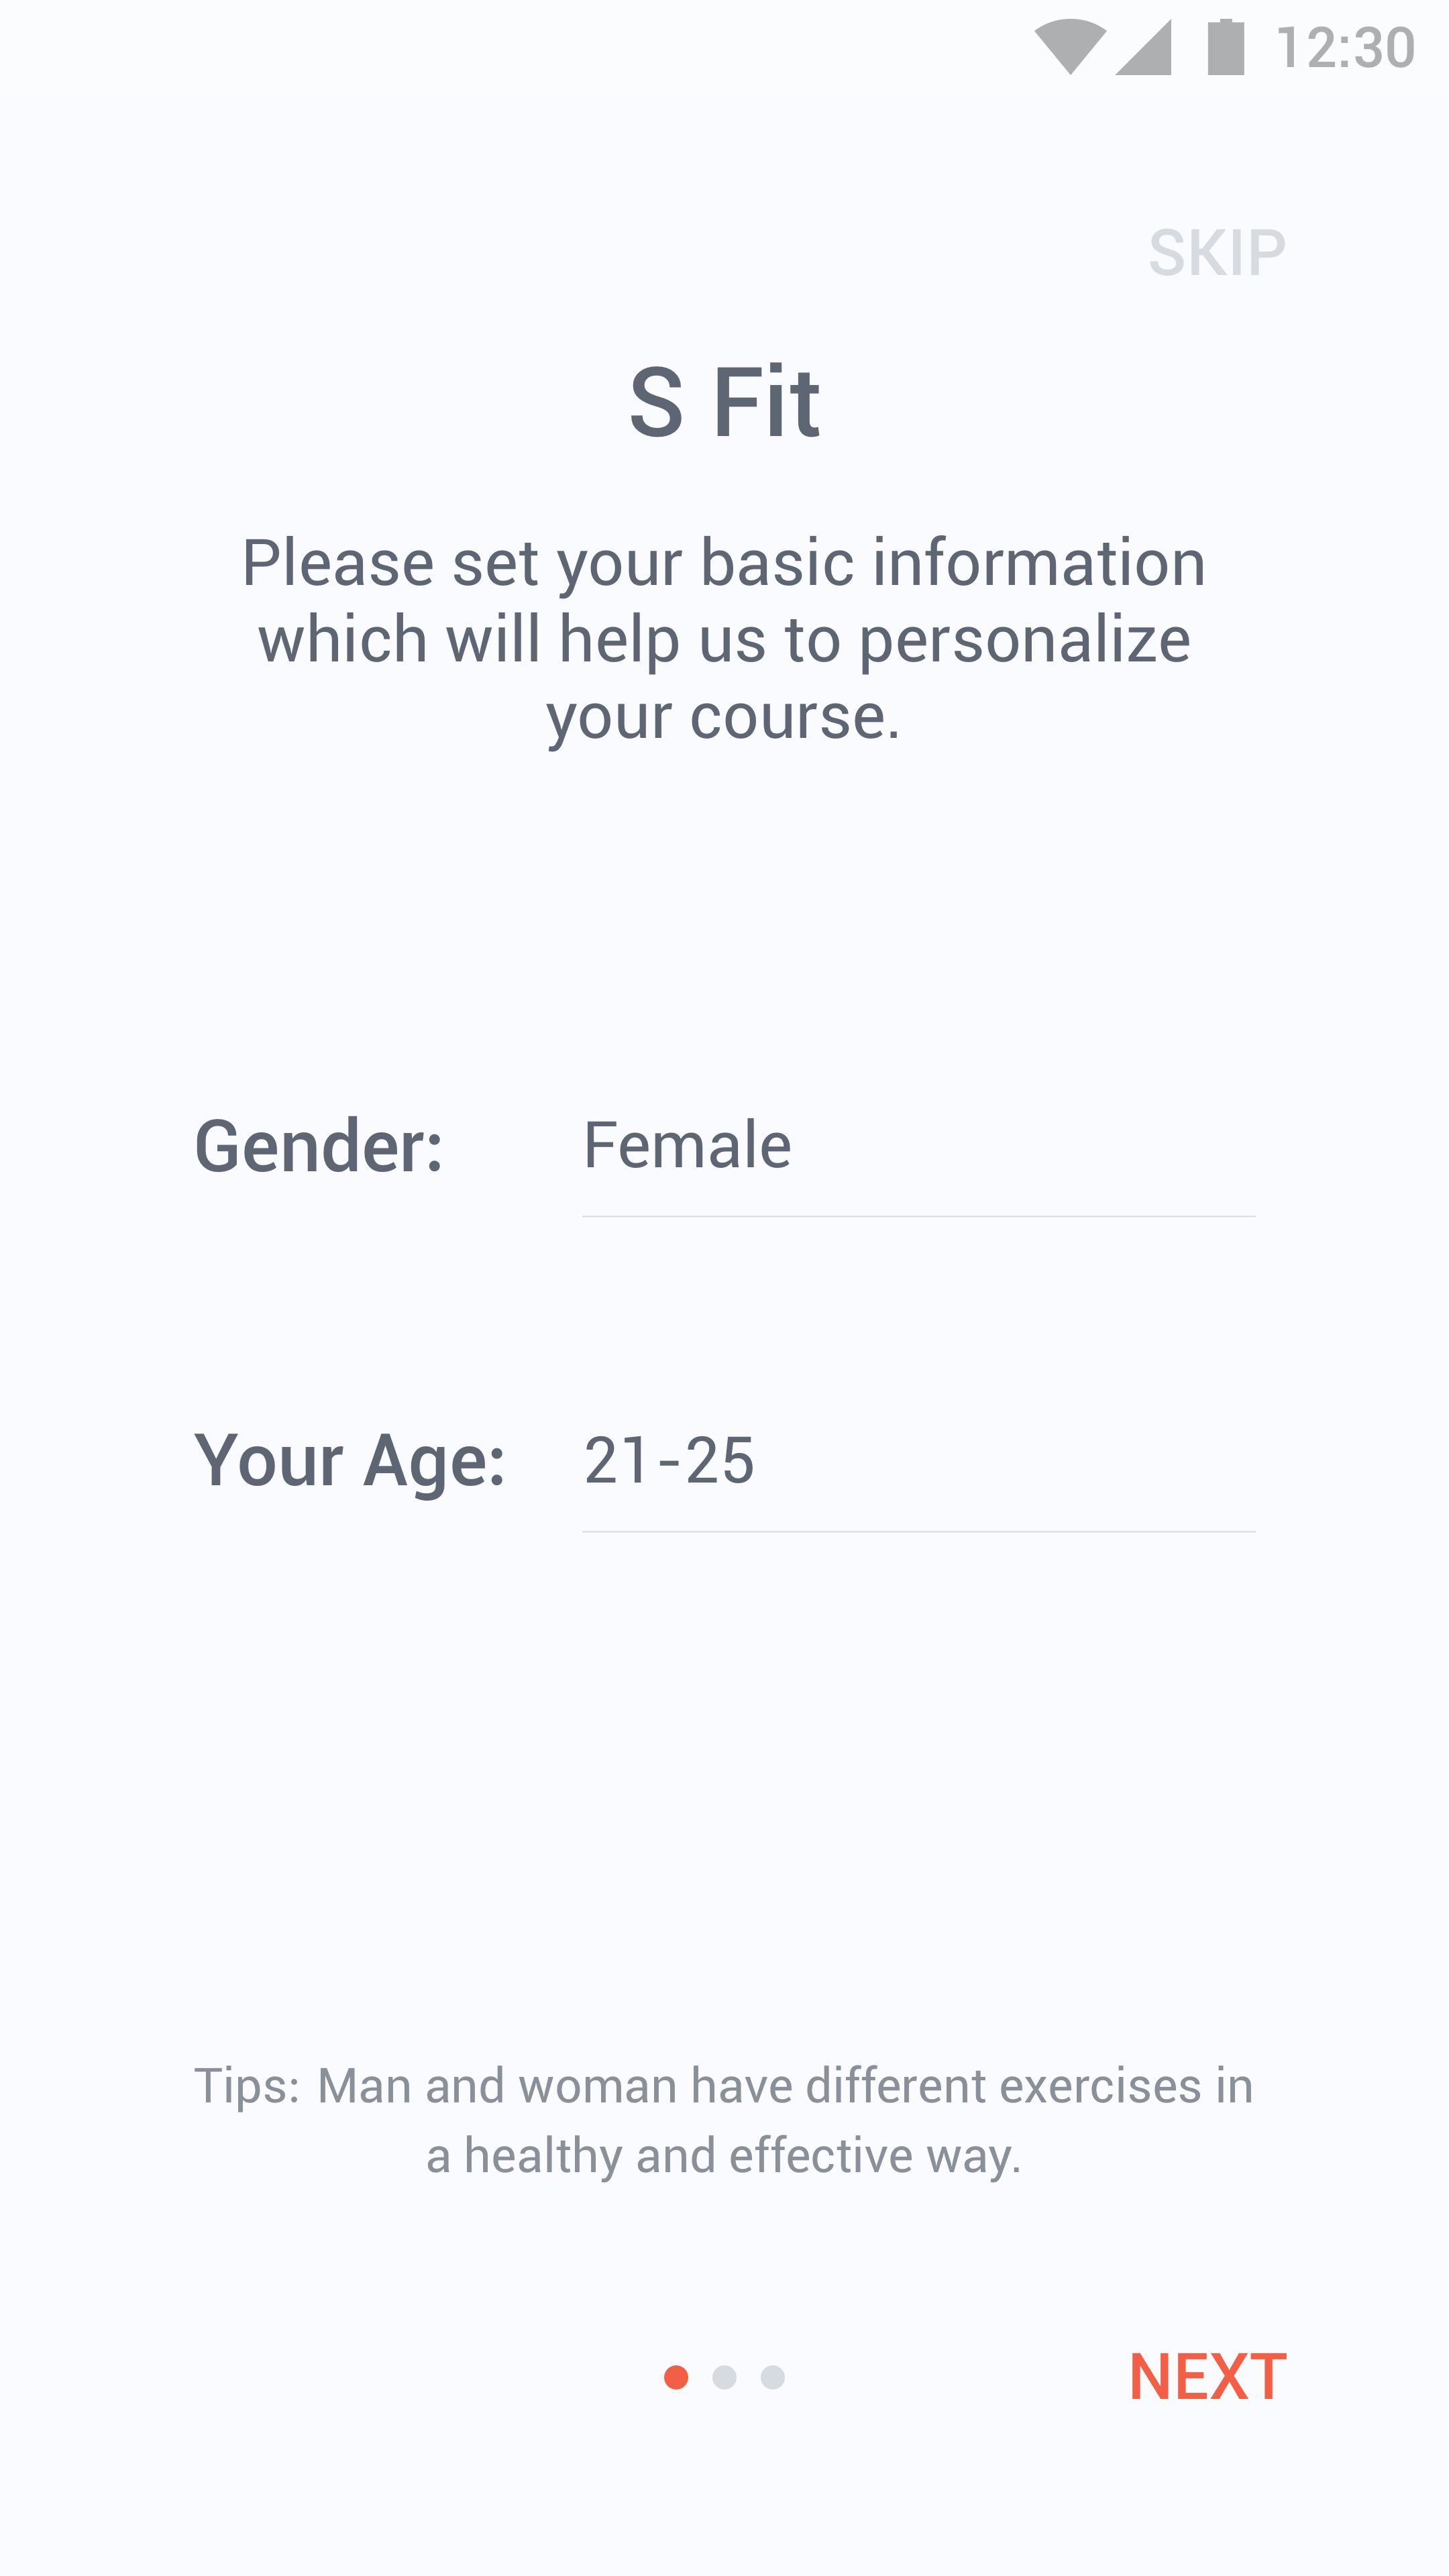 12:30
SKIP
S Fit
Please set your basic information
which will help us to personalize
your course.
Gender: Female
Your Age: 21-25
Tips: Man and woman have different exercises in
a healthy and effective way.
NEXT